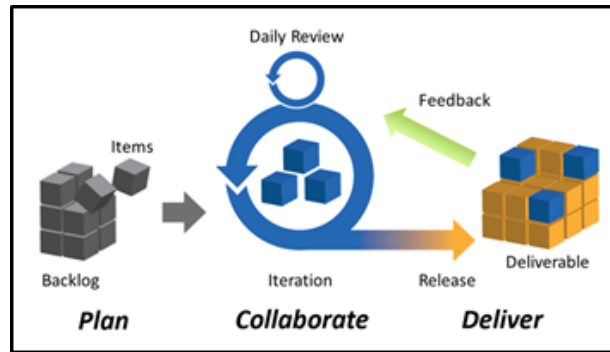 Daily Review
Feedback
Items
Backlog
Iteration
Release
Deliverable
Plan
Collaborate
Deliver